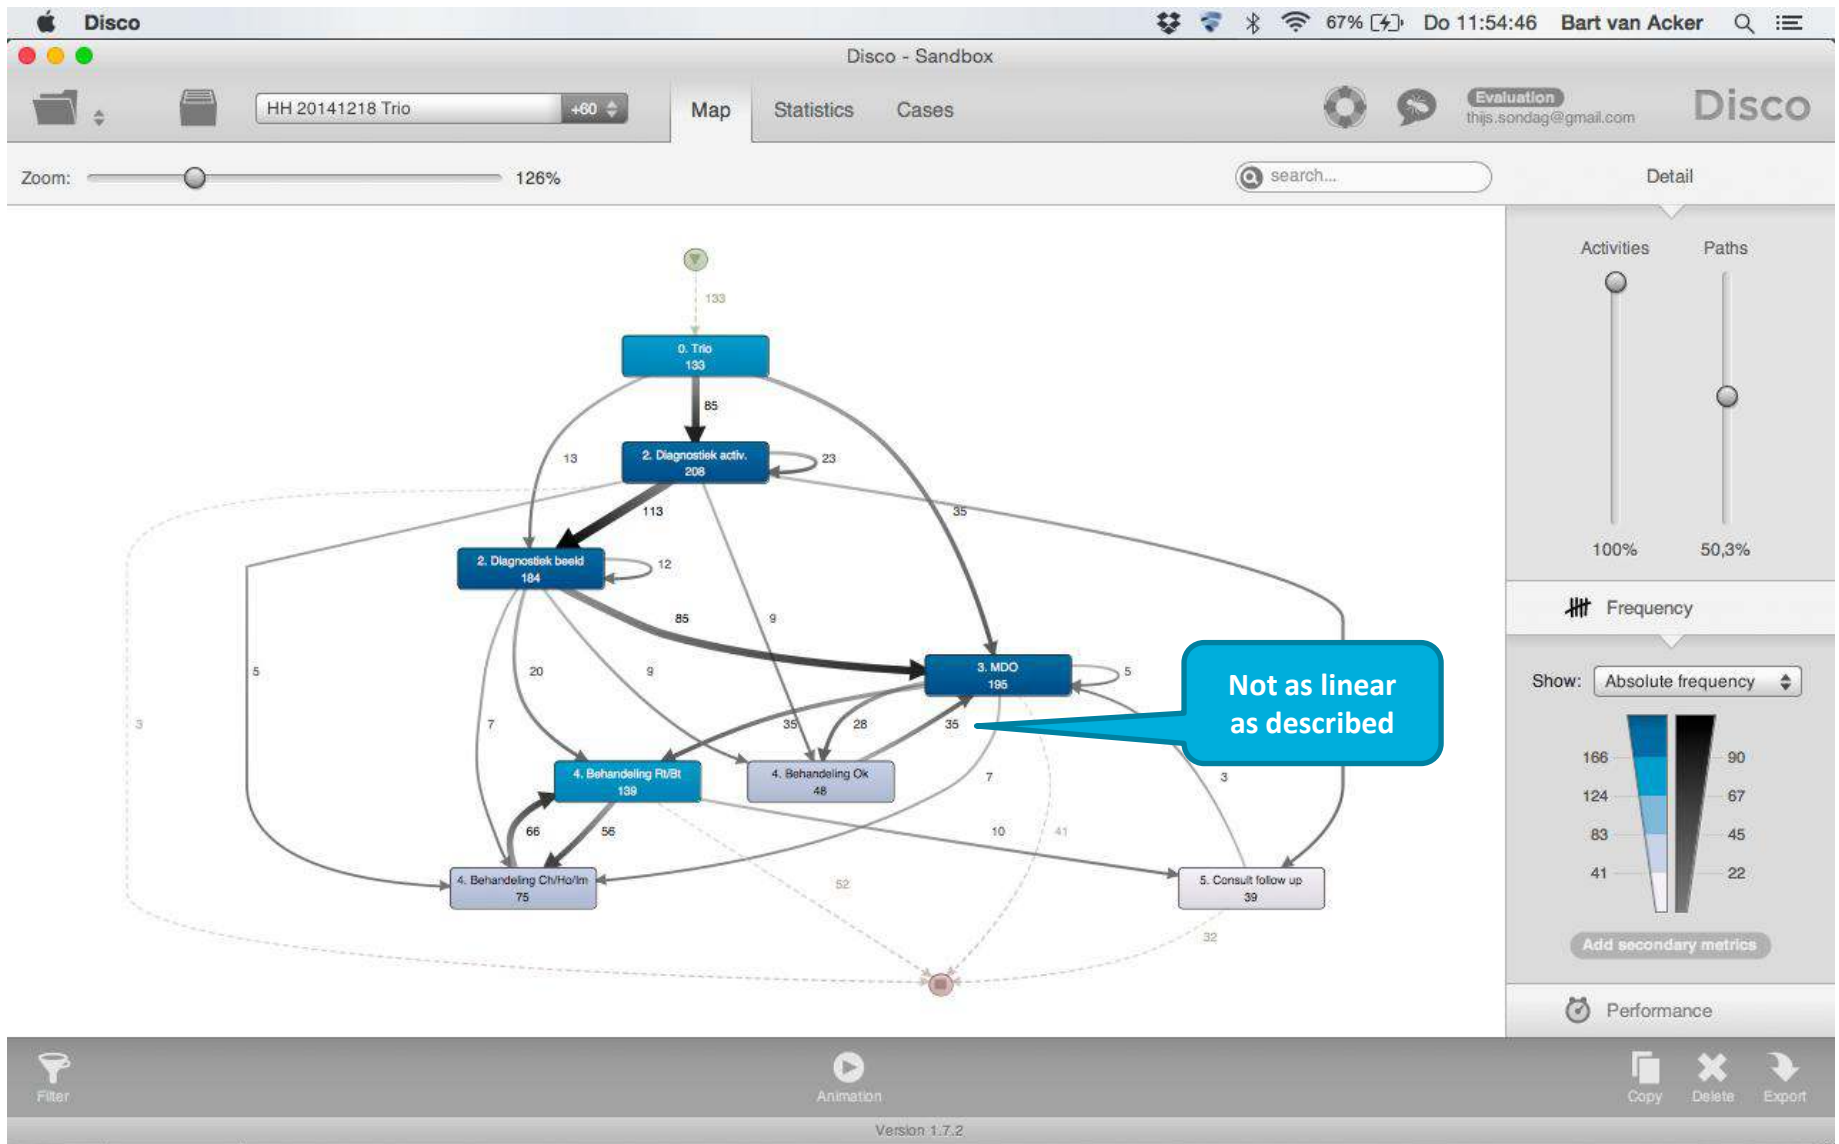 Disco
67%
Do 11:54:46
Bart van Acker
Disco - Sandbox
HH 20141218 Trio
+60
Map
Statistics
Cases
Evaluation
thijs.sondag@gmail.com
Disco
Zoom:
126%
search...
Detail
Activities
Paths
100%
50,3%
Frequency
Show:
Absolute frequency
166
90
124
67
83
45
41
22
Add secondary metrics
Performance
133
0. Trio
133
85
13
2. Diagnostiek activ.
208
23
113
35
2. Diagnostiek beeld
184
12
85
9
5
20
9
3. MDO
195
5
Not as linear
as described
3
7
35
28
35
4. Behandeling Rt/Bt
139
4. Behandeling Ok
48
7
3
66
56
10
41
4. Behandeling Ch/Ho/Im
75
52
5. Consult follow up
39
32
Filter
Animation
Copy
Delete
Export
Version 1.7.2